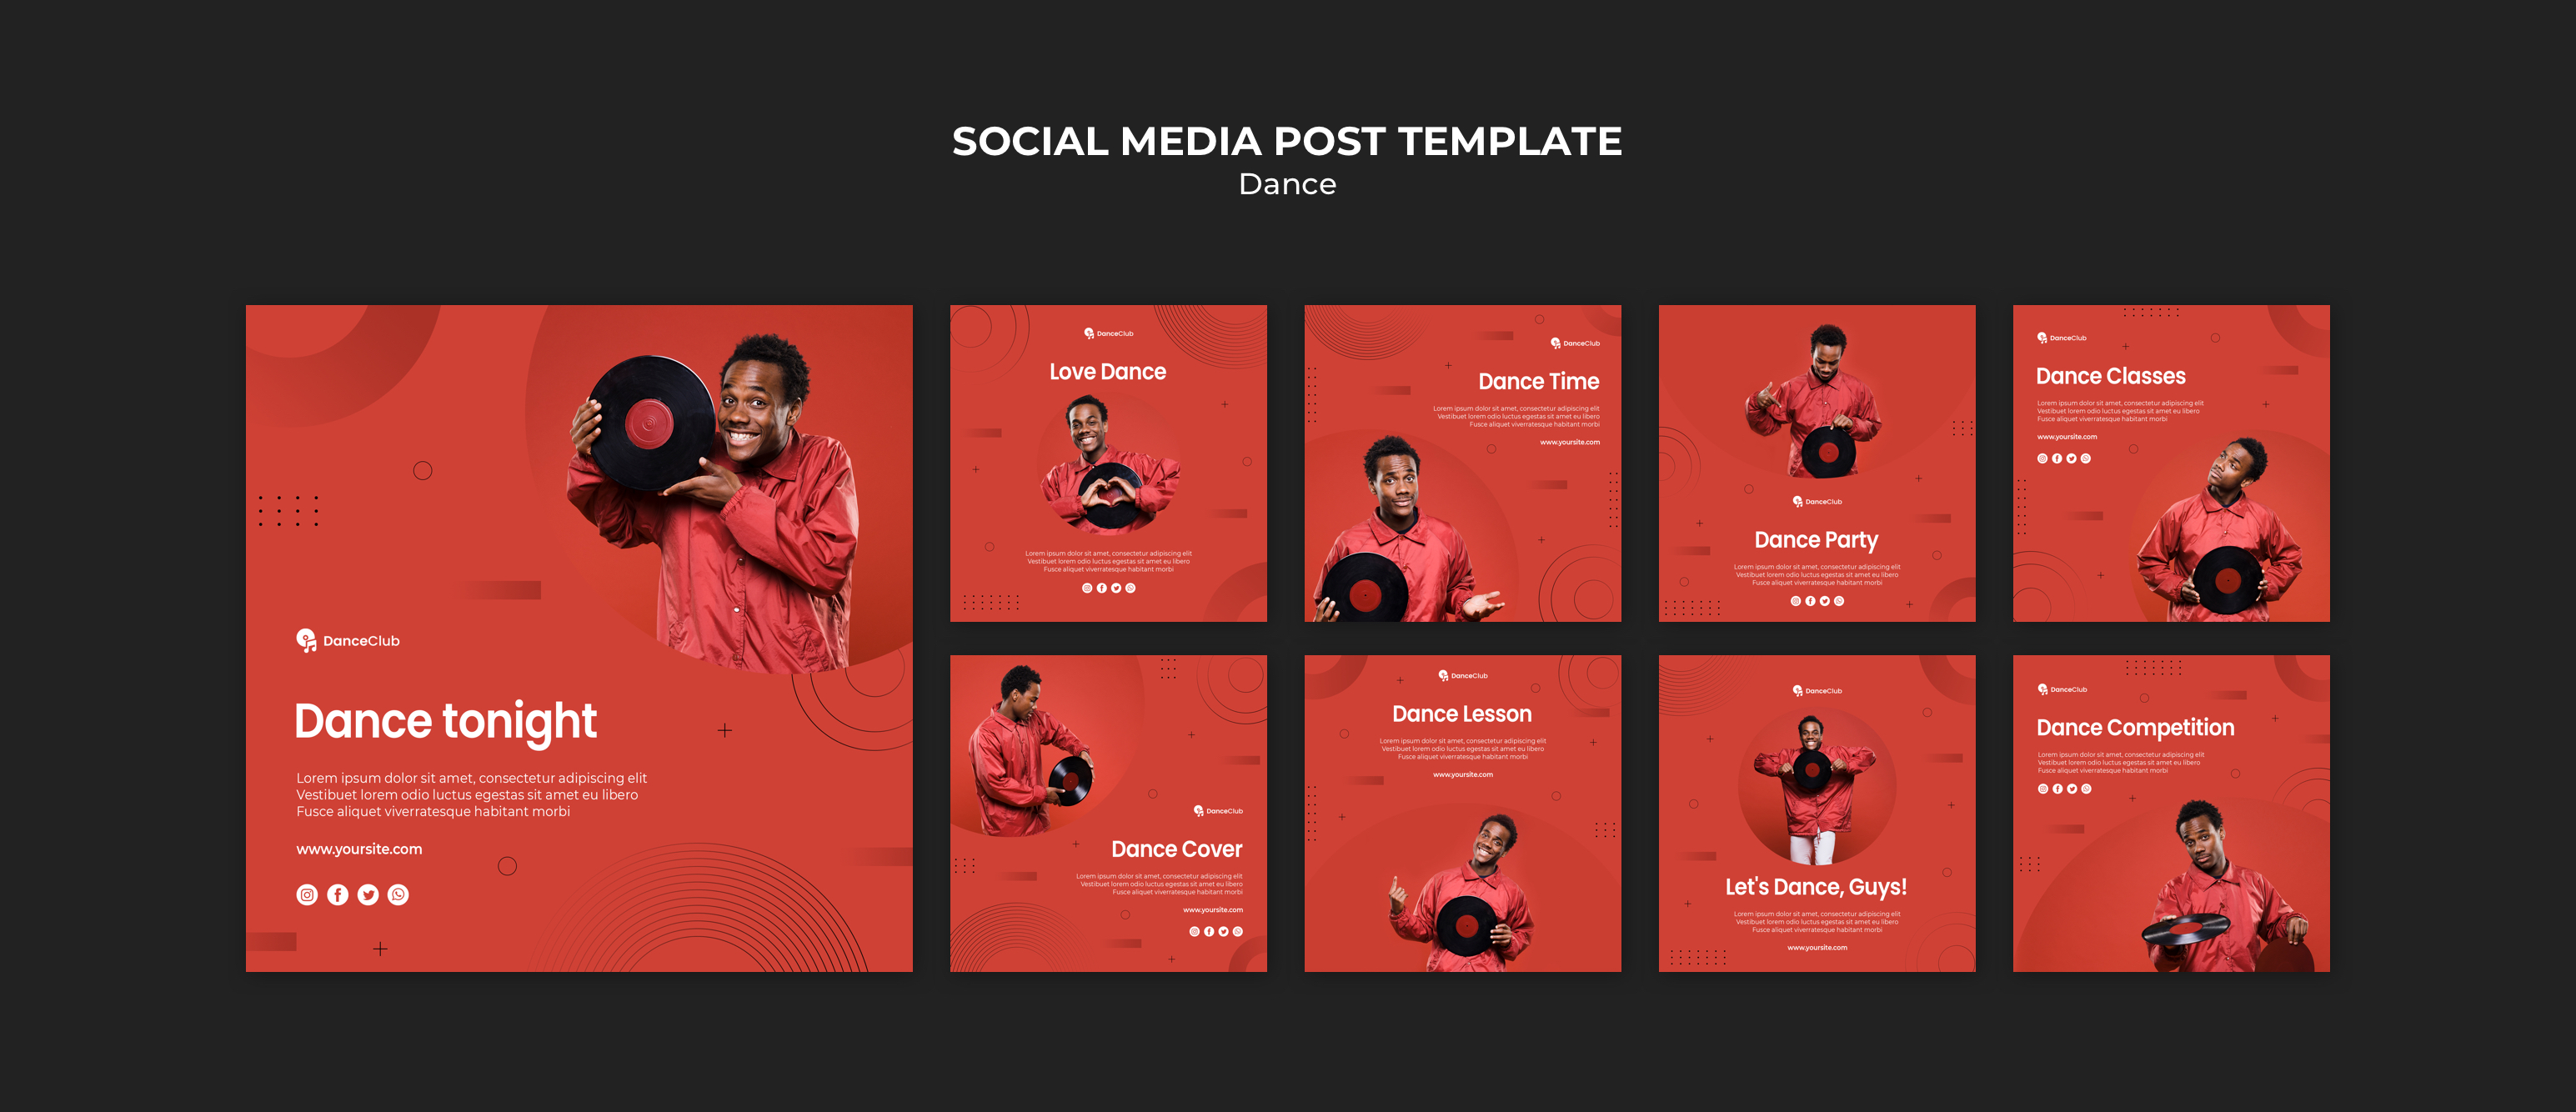 SOCIAL MEDIA POST TEMPLATE
Dance
DanceClub
Dance tonight
Lorem ipsum dolor sit amet, consectetur adipiscing elit
Vestibuet lorem odio luctus egestas sit amet eu libero
Fusce aliquet viverratesque habitant morbi
www.yoursite.com
DanceClub
Love Dance
Lorem ipsum dolor sit amet, consectetur adipiscing elit
Vestibuet lorem odio luctus egestas sit amet eu libero
Fusce aliquet viverratesque habitant morbi
DanceClub
Dance Time
Lorem ipsum dolor sit amet, consectetur adipiscing elit
Vestibuet lorem odio luctus egestas sit amet eu libero
Fusce aliquet viverratesque habitant morbi
www.yoursite.com
DanceClub
Dance Party
Lorem ipsum dolor sit amet, consectetur adipiscing elit
Vestibuet lorem odio luctus egestas sit amet eu libero
Fusce aliquet viverratesque habitant morbi
DanceClub
Dance Classes
Lorem ipsum dolor sit amet, consectetur adipiscing elit
Vestibuet lorem odio luctus egestas sit amet eu libero
Fusce aliquet viverratesque habitant morbi
www.yoursite.com
DanceClub
Dance Cover
Lorem ipsum dolor sit amet, consectetur adipiscing elit
Vestibuet lorem odio luctus egestas sit amet eu libero
Fusce aliquet viverratesque habitant morbi
www.yoursite.com
DanceClub
Dance Lesson
Lorem ipsum dolor sit amet, consectetur adipiscing elit
Vestibuet lorem odio luctus egestas sit amet eu libero
Fusce aliquet viverratesque habitant morbi
www.yoursite.com
DanceClub
Let's Dance, Guys!
Lorem ipsum dolor sit amet, consectetur adipiscing elit
Vestibuet lorem odio luctus egestas sit amet eu libero
Fusce aliquet viverratesque habitant morbi
www.yoursite.com
DanceClub
Dance Competition
Lorem ipsum dolor sit amet, consectetur adipiscing elit
Vestibuet lorem odio luctus egestas sit amet eu libero
Fusce aliquet viverratesque habitant morbi